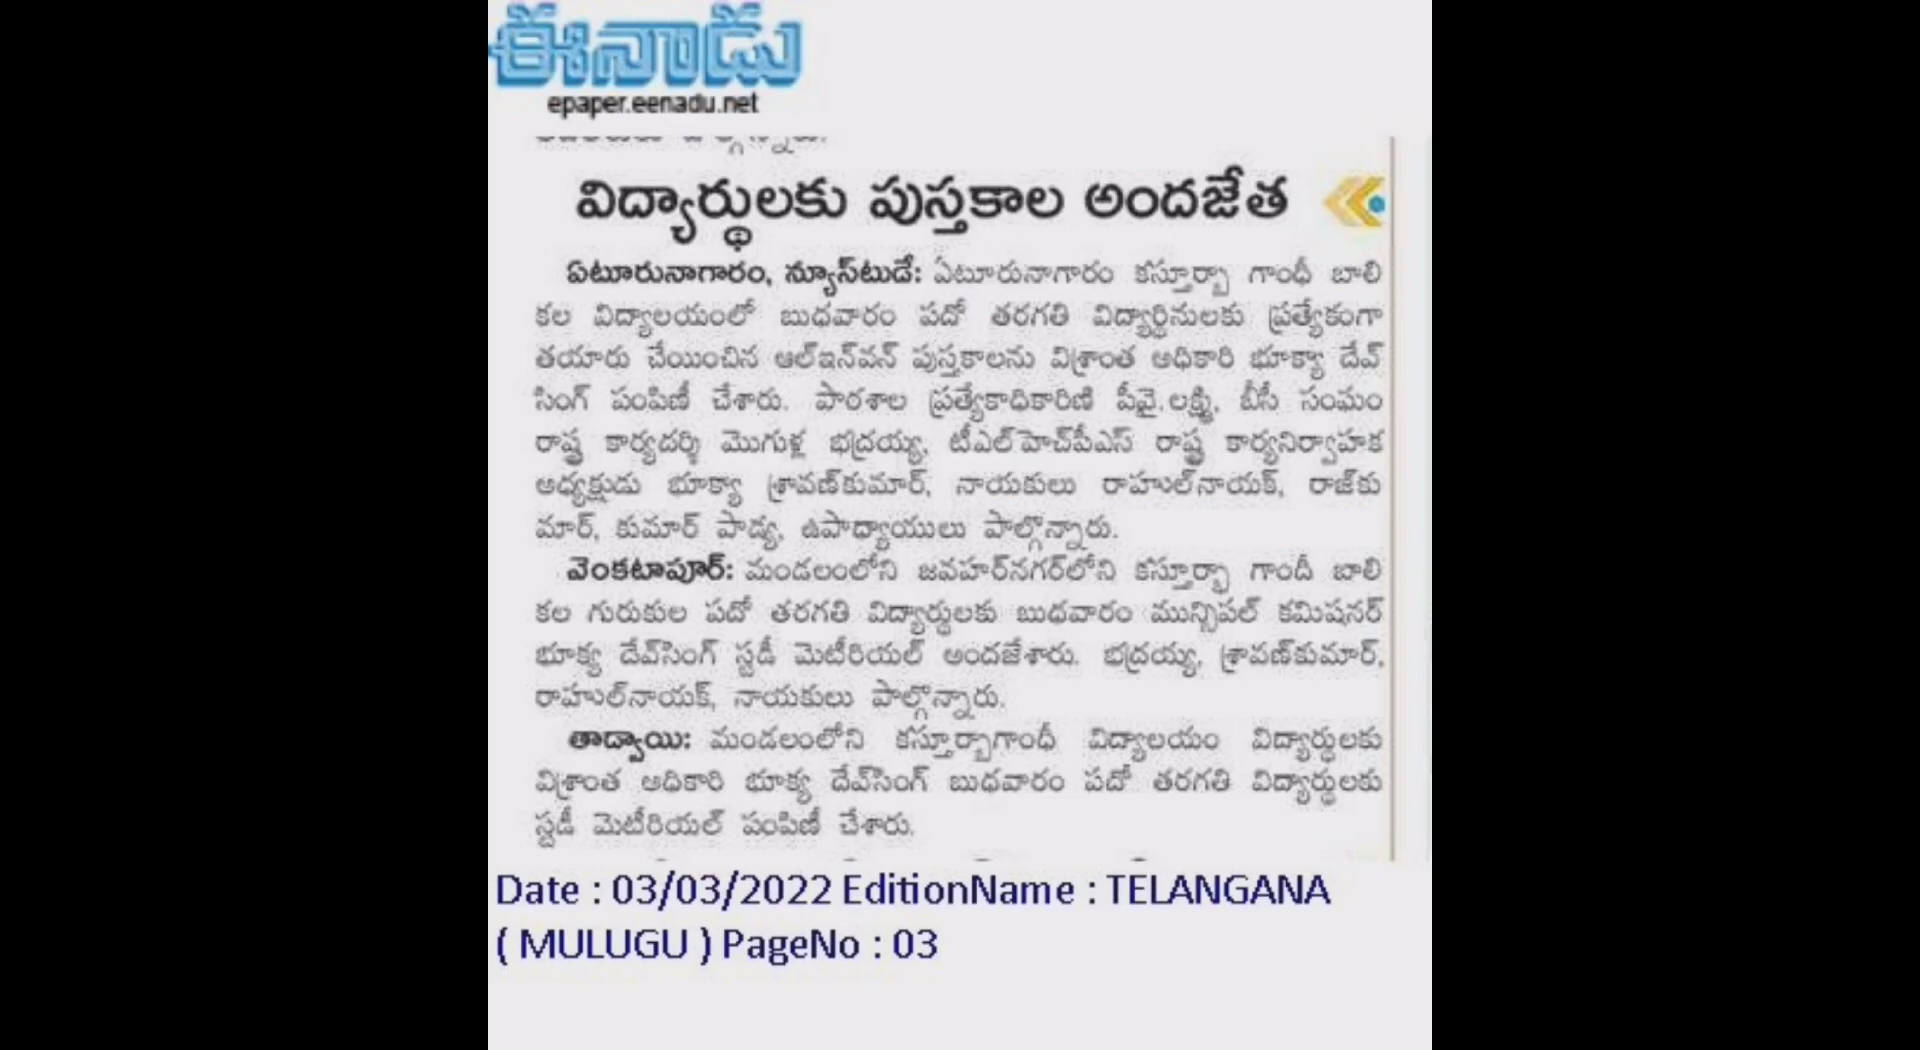 ఈనాడు
epaper.eenadu.net
విద్యార్థులకు పుస్తకాల అందజేత
ఏటూరునాగారం, న్యూస్‌టుడే: ఏటూరునాగారం కస్తూర్బా గాంధీ బాలి
కల విద్యాలయంలో బుధవారం పదో తరగతి విద్యార్థినులకు ప్రత్యేకంగా
తయారు చేయించిన ఆల్‌ఇన్‌వన్ పుస్తకాలను విశ్రాంత అధికారి భూక్యా దేవ్
సింగ్ పంపిణీ చేశారు. పాఠశాల ప్రత్యేకాధికారిణి పీవై.లక్ష్మి, బీసీ సంఘం
రాష్ట్ర కార్యదర్శి మొగుళ్ల భద్రయ్య, టీఎల్‌హెచ్‌పీఎస్ రాష్ట్ర కార్యనిర్వాహక
అధ్యక్షుడు భూక్యా శ్రావణ్‌కుమార్, నాయకులు రాహుల్‌నాయక్, రాజ్‌కు
మార్, కుమార్ పాడ్య, ఉపాధ్యాయులు పాల్గొన్నారు.
వెంకటాపూర్: మండలంలోని జవహర్‌నగర్‌లోని కస్తూర్భా గాందీ బాలి
కల గురుకుల పదో తరగతి విద్యార్థులకు బుధవారం మున్సిపల్ కమిషనర్
భూక్య దేవ్‌సింగ్ స్టడీ మెటీరియల్ అందజేశారు. భద్రయ్య, శ్రావణ్‌కుమార్,
రాహుల్‌నాయక్, నాయకులు పాల్గొన్నారు.
తాడ్వాయి: మండలంలోని కస్తూర్బాగాంధీ విద్యాలయం విద్యార్థులకు
విశ్రాంత అధికారి భూక్య దేవ్‌సింగ్ బుధవారం పదో తరగతి విద్యార్థులకు
స్టడీ మెటీరియల్ పంపిణీ చేశారు.
Date : 03/03/2022 EditionName : TELANGANA
( MULUGU ) PageNo : 03